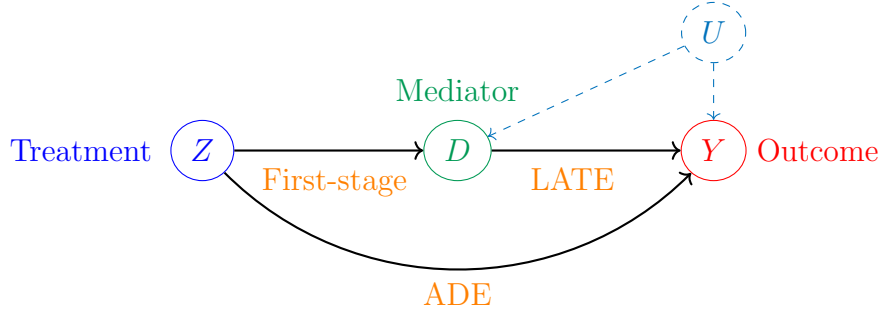 U
Mediator
Treatment Z D Y Outcome
First-stage LATE
ADE